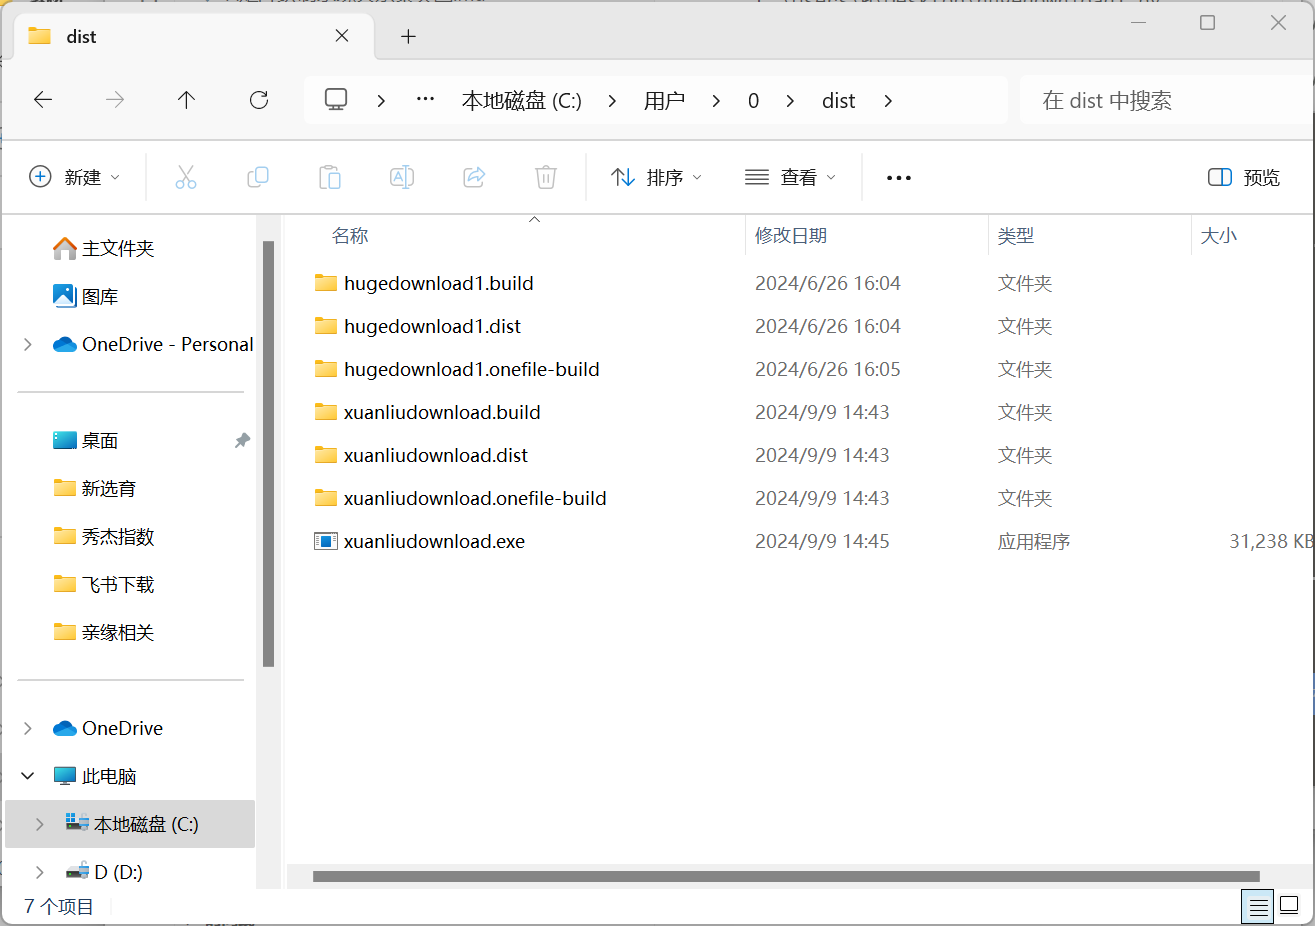 dist
本地磁盘 (C:) 用户 0 dist
在 dist 中搜索
新建 排序 查看 预览
主文件夹
图库
OneDrive - Personal
桌面
新选育
秀杰指数
飞书下载
亲缘相关
OneDrive
此电脑
本地磁盘 (C:)
D (D:)
名称 修改日期 类型 大小
hugedownload1.build 2024/6/26 16:04 文件夹
hugedownload1.dist 2024/6/26 16:04 文件夹
hugedownload1.onefile-build 2024/6/26 16:05 文件夹
xuanliudownload.build 2024/9/9 14:43 文件夹
xuanliudownload.dist 2024/9/9 14:43 文件夹
xuanliudownload.onefile-build 2024/9/9 14:43 文件夹
xuanliudownload.exe 2024/9/9 14:45 应用程序 31,238 KB
7 个项目